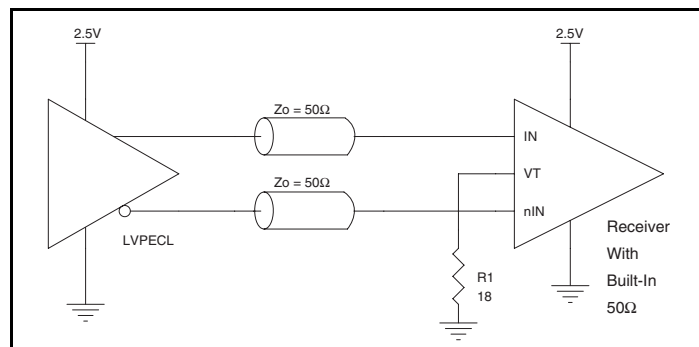 2.5V
2.5V
Zo = 50Ω
IN
VT
Zo = 50Ω
nIN
LVPECL
Receiver
With
Built-In
50Ω
R1
18